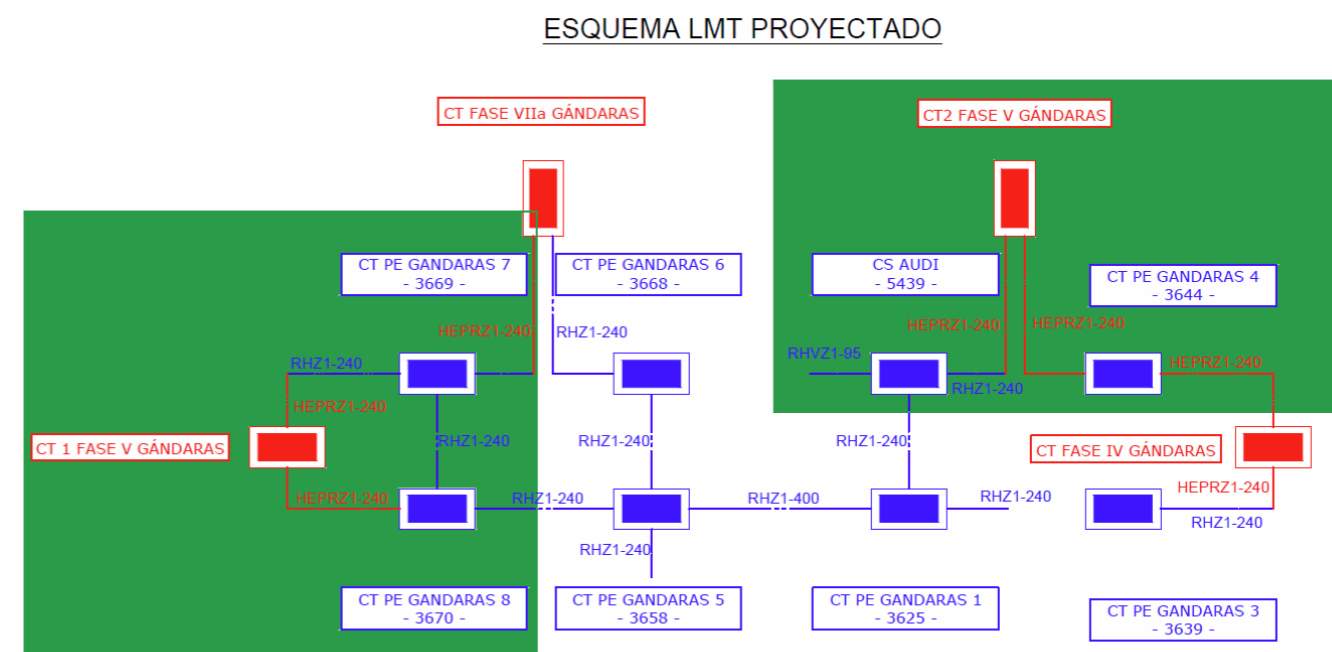 ESQUEMA LMT PROYECTADO
CT FASE VIIa GÁNDARAS
CT2 FASE V GÁNDARAS
CT PE GANDARAS 7
- 3669 -
CT PE GANDARAS 6
- 3668 -
CS AUDI
- 5439 -
CT PE GANDARAS 4
- 3644 -
HEPRZ1-240
RHZ1-240
HEPRZ1-240
HEPRZ1-240
RHZ1-240
RHVZ1-95
HEPRZ1-240
RHZ1-240
HEPRZ1-240
CT 1 FASE V GÁNDARAS
RHZ1-240
RHZ1-240
RHZ1-240
CT FASE IV GÁNDARAS
HEPRZ1-240
RHZ1-240
RHZ1-400
RHZ1-240
HEPRZ1-240
RHZ1-240
RHZ1-240
CT PE GANDARAS 8
- 3670 -
CT PE GANDARAS 5
- 3658 -
CT PE GANDARAS 1
- 3625 -
CT PE GANDARAS 3
- 3639 -